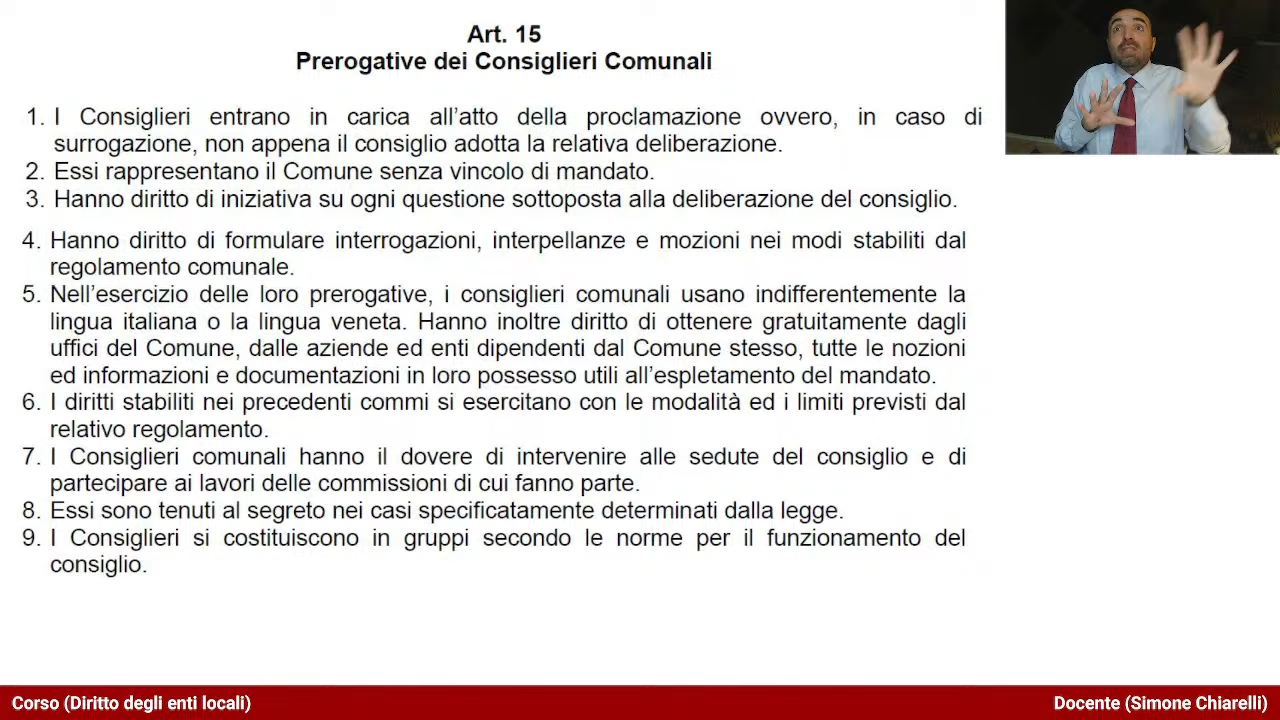 Art. 15
Prerogative dei Consiglieri Comunali
1. I Consiglieri entrano in carica all'atto della proclamazione ovvero, in caso di
surrogazione, non appena il consiglio adotta la relativa deliberazione.
2. Essi rappresentano il Comune senza vincolo di mandato.
3. Hanno diritto di iniziativa su ogni questione sottoposta alla deliberazione del consiglio.
4. Hanno diritto di formulare interrogazioni, interpellanze e mozioni nei modi stabiliti dal
regolamento comunale.
5. Nell'esercizio delle loro prerogative, i consiglieri comunali usano indifferentemente la
lingua italiana o la lingua veneta. Hanno inoltre diritto di ottenere gratuitamente dagli
uffici del Comune, dalle aziende ed enti dipendenti dal Comune stesso, tutte le nozioni
ed informazioni e documentazioni in loro possesso utili all'espletamento del mandato.
6. I diritti stabiliti nei precedenti commi si esercitano con le modalità ed i limiti previsti dal
relativo regolamento.
7. I Consiglieri comunali hanno il dovere di intervenire alle sedute del consiglio e di
partecipare ai lavori delle commissioni di cui fanno parte.
8. Essi sono tenuti al segreto nei casi specificatamente determinati dalla legge.
9. I Consiglieri si costituiscono in gruppi secondo le norme per il funzionamento del
consiglio.
Corso (Diritto degli enti locali)
Docente (Simone Chiarelli)